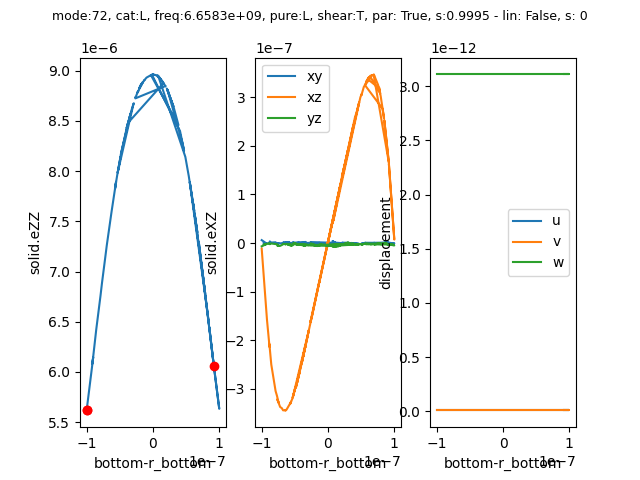 mode:72, cat:L, freq:6.6583e+09, pure:L, shear:T, par: True, s:0.9995 - lin: False, s: 0
1e−6
9.0
8.5
8.0
7.5
7.0
6.5
6.0
5.5
solid.eZZ
−1
0
1
1e−7
bottom-r_bottom
1e−7
xy
xz
yz
3
2
1
0
−1
−2
−3
solid.eXZ
−1
0
1
1e−7
bottom-r_bottom
1e−12
3.0
2.5
2.0
1.5
1.0
0.5
0.0
displacement
u
v
w
−1
0
1
1e−7
bottom-r_bottom